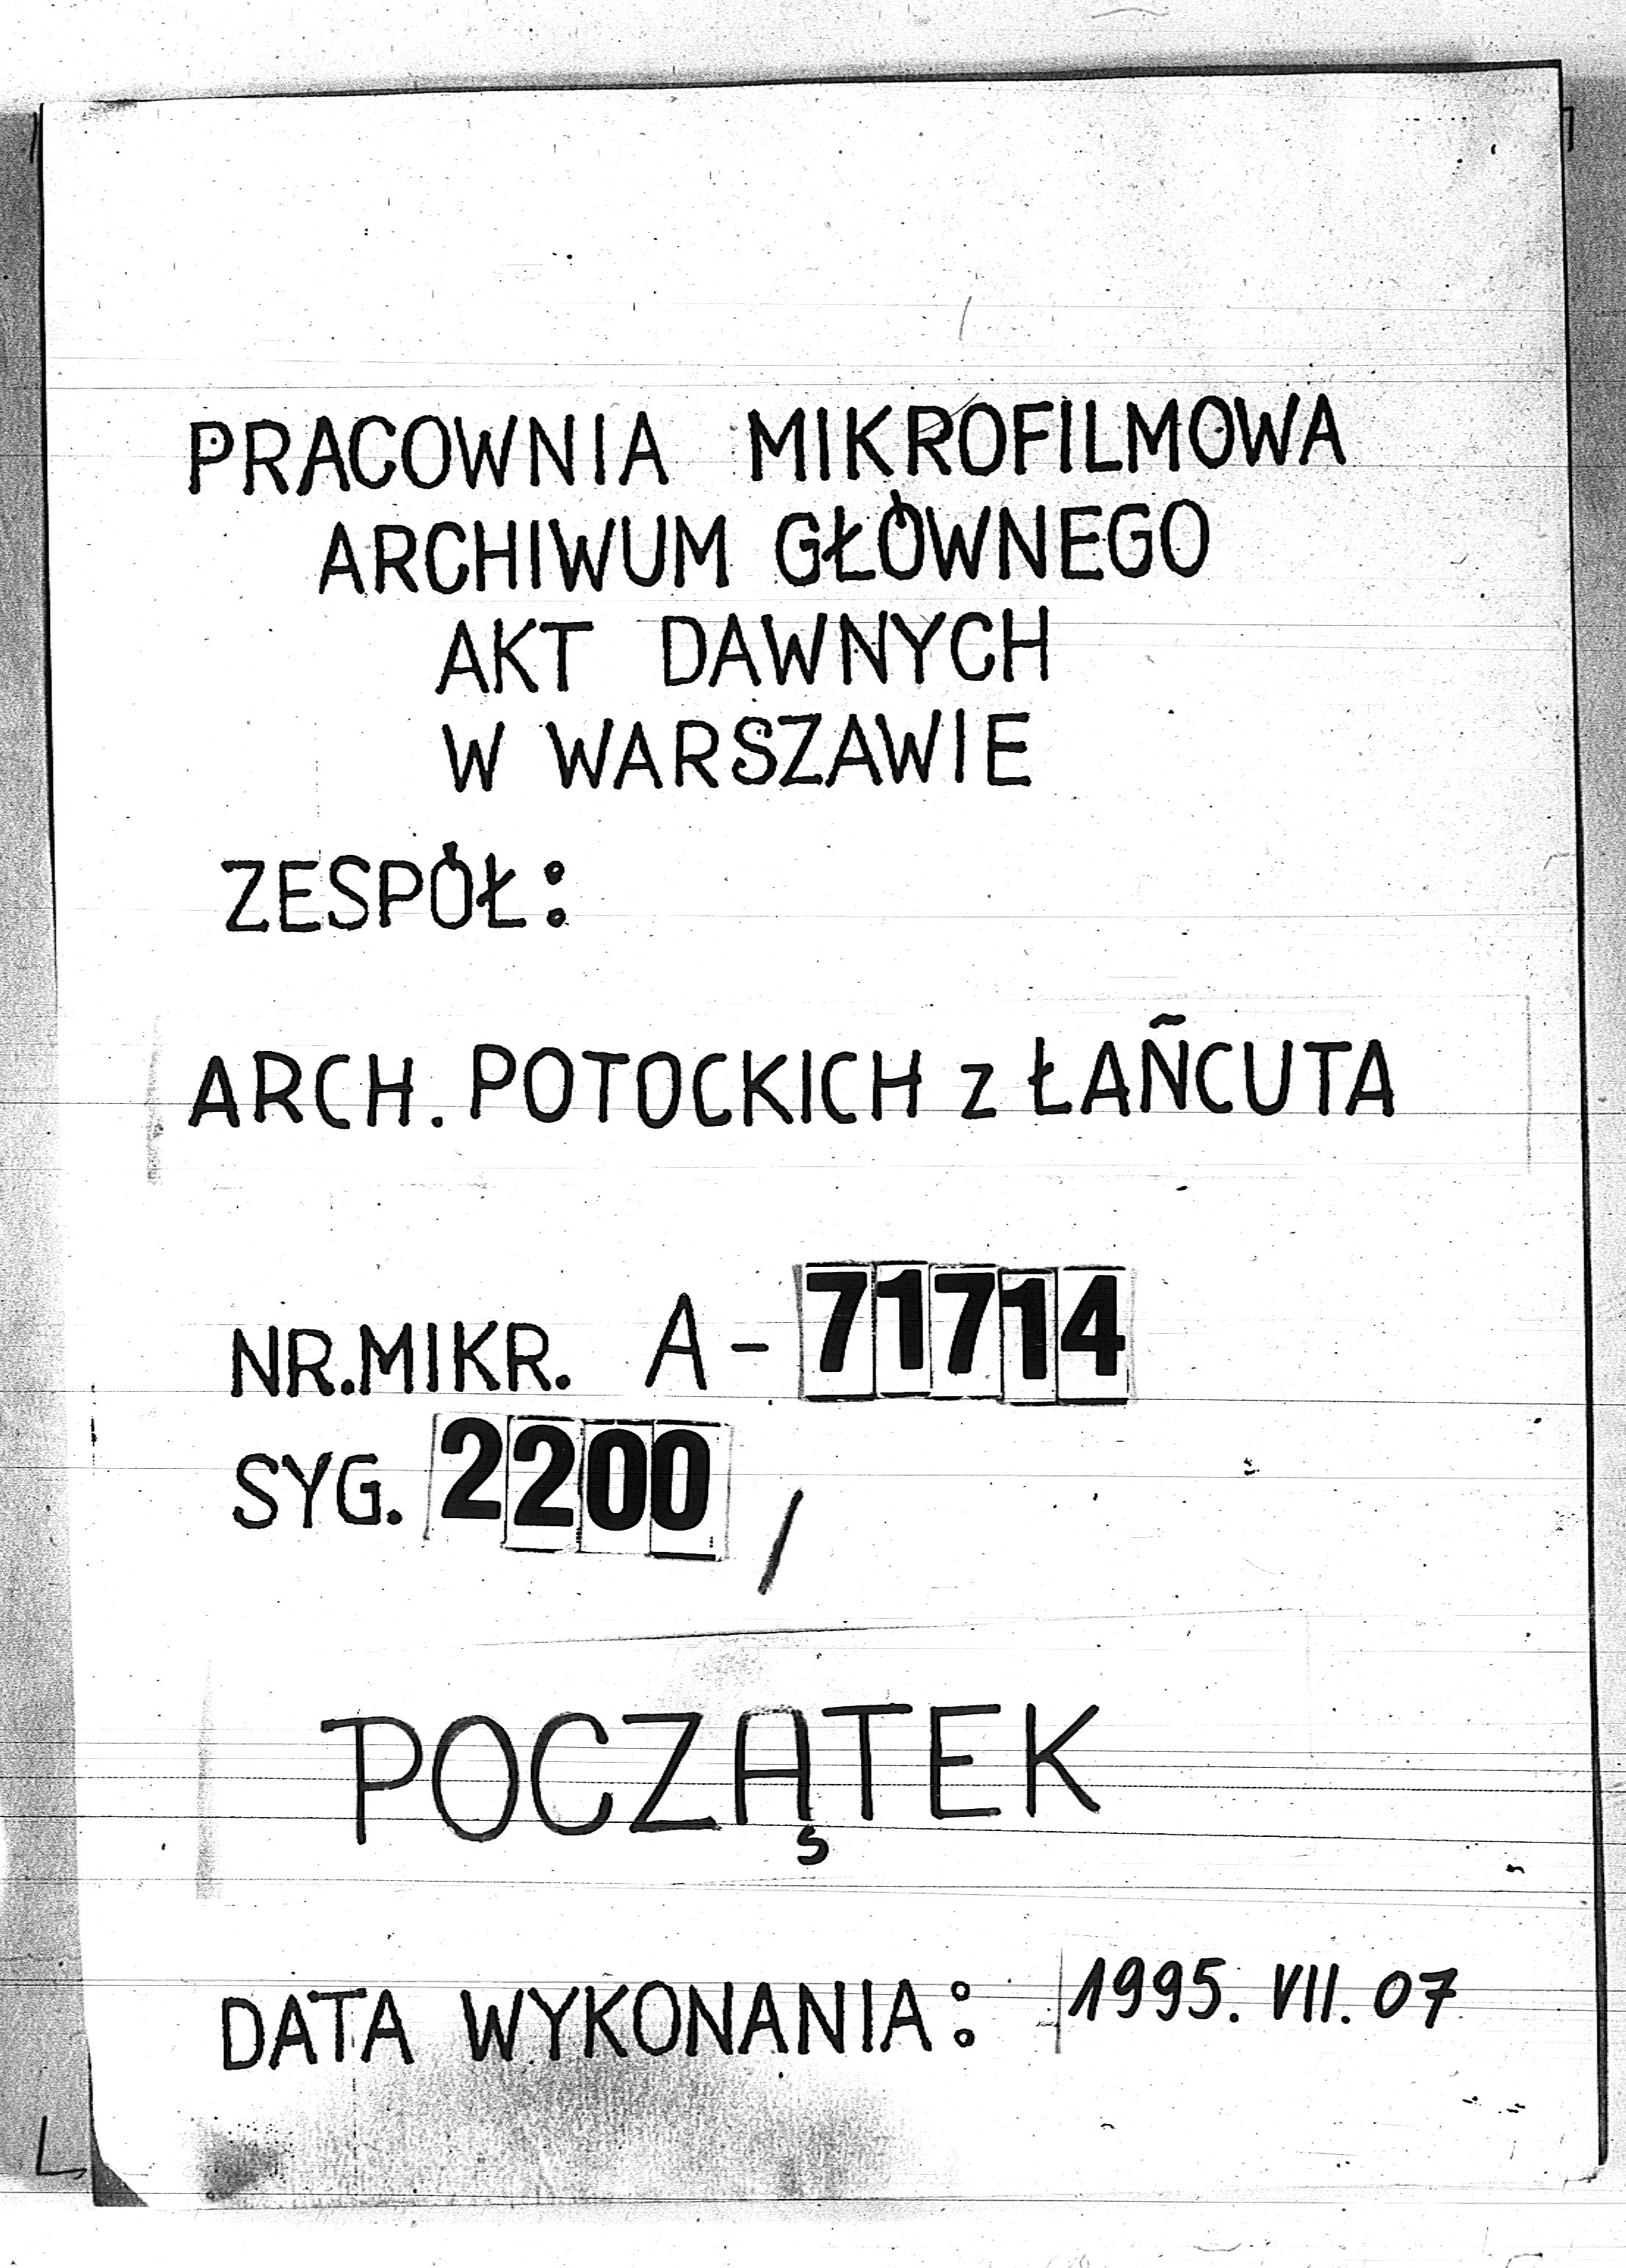 PRACOWNIA MIKROFILMOWA
ARCHIWUM GŁÓWNEGO
AKT DAWNYCH
W WARSZAWIE
ZESPÓŁ:
ARCH. POTOCKICH z ŁAŃCUTA
NR.MIKR. A-71714
SYG. 2200 /
POCZĄTEK
DATA WYKONANIA: 1995. VII. 07